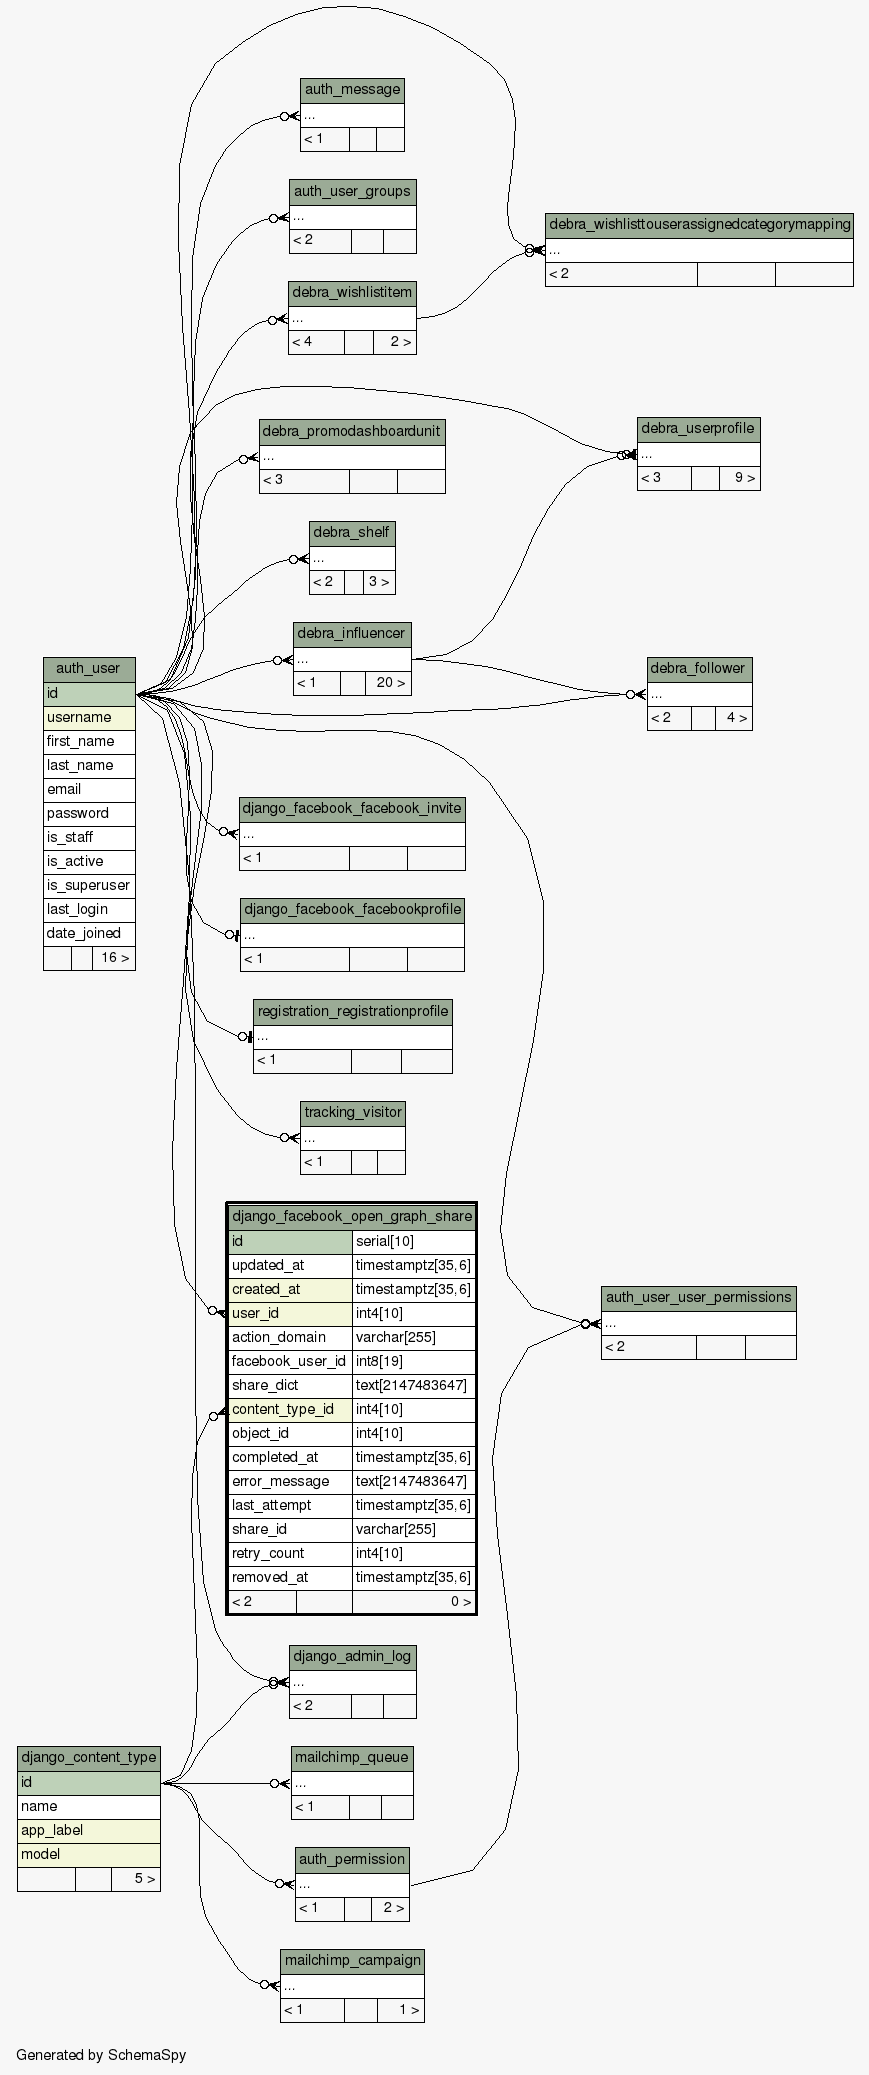 auth_message
...
< 1
auth_user_groups
...
< 2
debra_wishlisttouserassignedcategorymapping
...
< 2
debra_wishlistitem
...
< 4 2 >
debra_promodashboardunit
...
< 3
debra_userprofile
...
< 3 9 >
debra_shelf
...
< 2 3 >
debra_influencer
...
< 1 20 >
auth_user
id
username
first_name
last_name
email
password
is_staff
is_active
is_superuser
last_login
date_joined
16 >
debra_follower
...
< 2 4 >
django_facebook_facebook_invite
...
< 1
django_facebook_facebookprofile
...
< 1
registration_registrationprofile
...
< 1
tracking_visitor
...
< 1
django_facebook_open_graph_share
id serial[10]
updated_at timestamptz[35,6]
created_at timestamptz[35,6]
user_id int4[10]
action_domain varchar[255]
facebook_user_id int8[19]
share_dict text[2147483647]
content_type_id int4[10]
object_id int4[10]
completed_at timestamptz[35,6]
error_message text[2147483647]
last_attempt timestamptz[35,6]
share_id varchar[255]
retry_count int4[10]
removed_at timestamptz[35,6]
< 2 0 >
auth_user_user_permissions
...
< 2
django_admin_log
...
< 2
django_content_type
id
name
app_label
model
5 >
mailchimp_queue
...
< 1
auth_permission
...
< 1 2 >
mailchimp_campaign
...
< 1 1 >
Generated by SchemaSpy